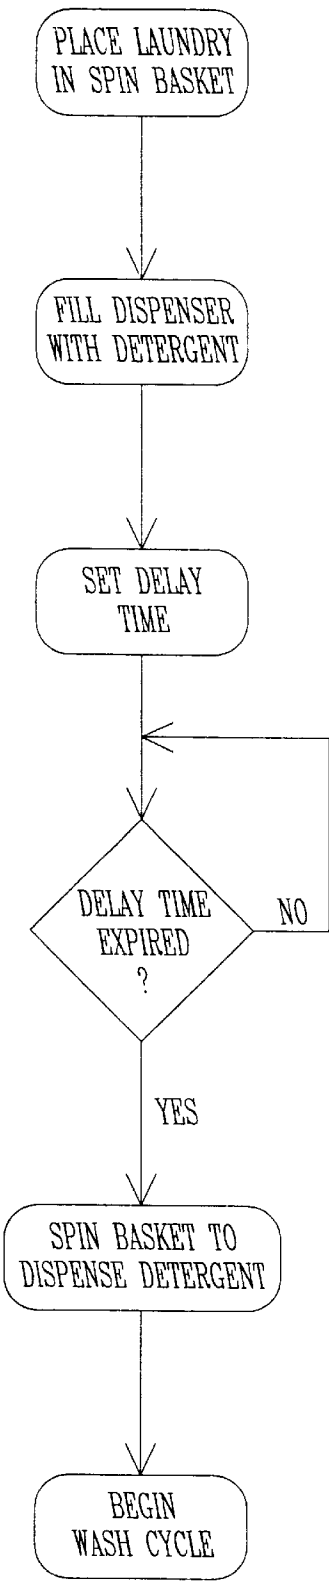 PLACE LAUNDRY
IN SPIN BASKET
FILL DISPENSER
WITH DETERGENT
SET DELAY
TIME
DELAY TIME
EXPIRED
?
NO
YES
SPIN BASKET TO
DISPENSE DETERGENT
BEGIN
WASH CYCLE